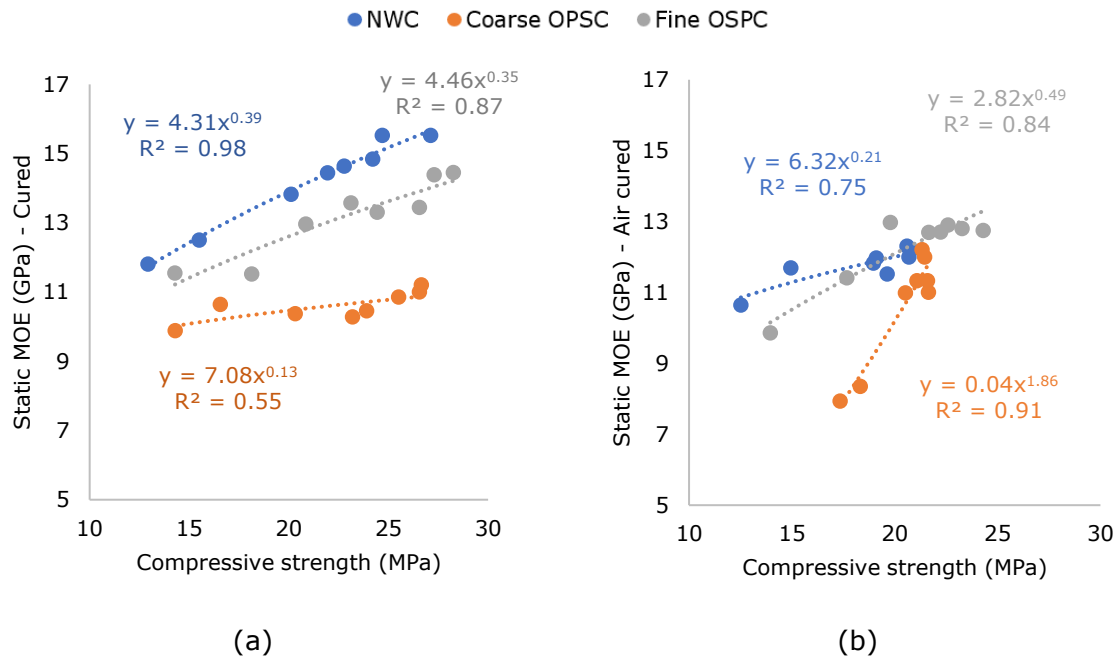 NWC Coarse OPSC Fine OSPC
Static MOE (GPa) - Cured
17
15
13
11
9
7
5
y = 4.31x^0.39
R² = 0.98
y = 4.46x^0.35
R² = 0.87
y = 7.08x^0.13
R² = 0.55
10 15 20 25 30
Compressive strength (MPa)
(a)
Static MOE (GPa) - Air cured
17
15
13
11
9
7
5
y = 2.82x^0.49
R² = 0.84
y = 6.32x^0.21
R² = 0.75
y = 0.04x^1.86
R² = 0.91
10 15 20 25 30
Compressive strength (MPa)
(b)